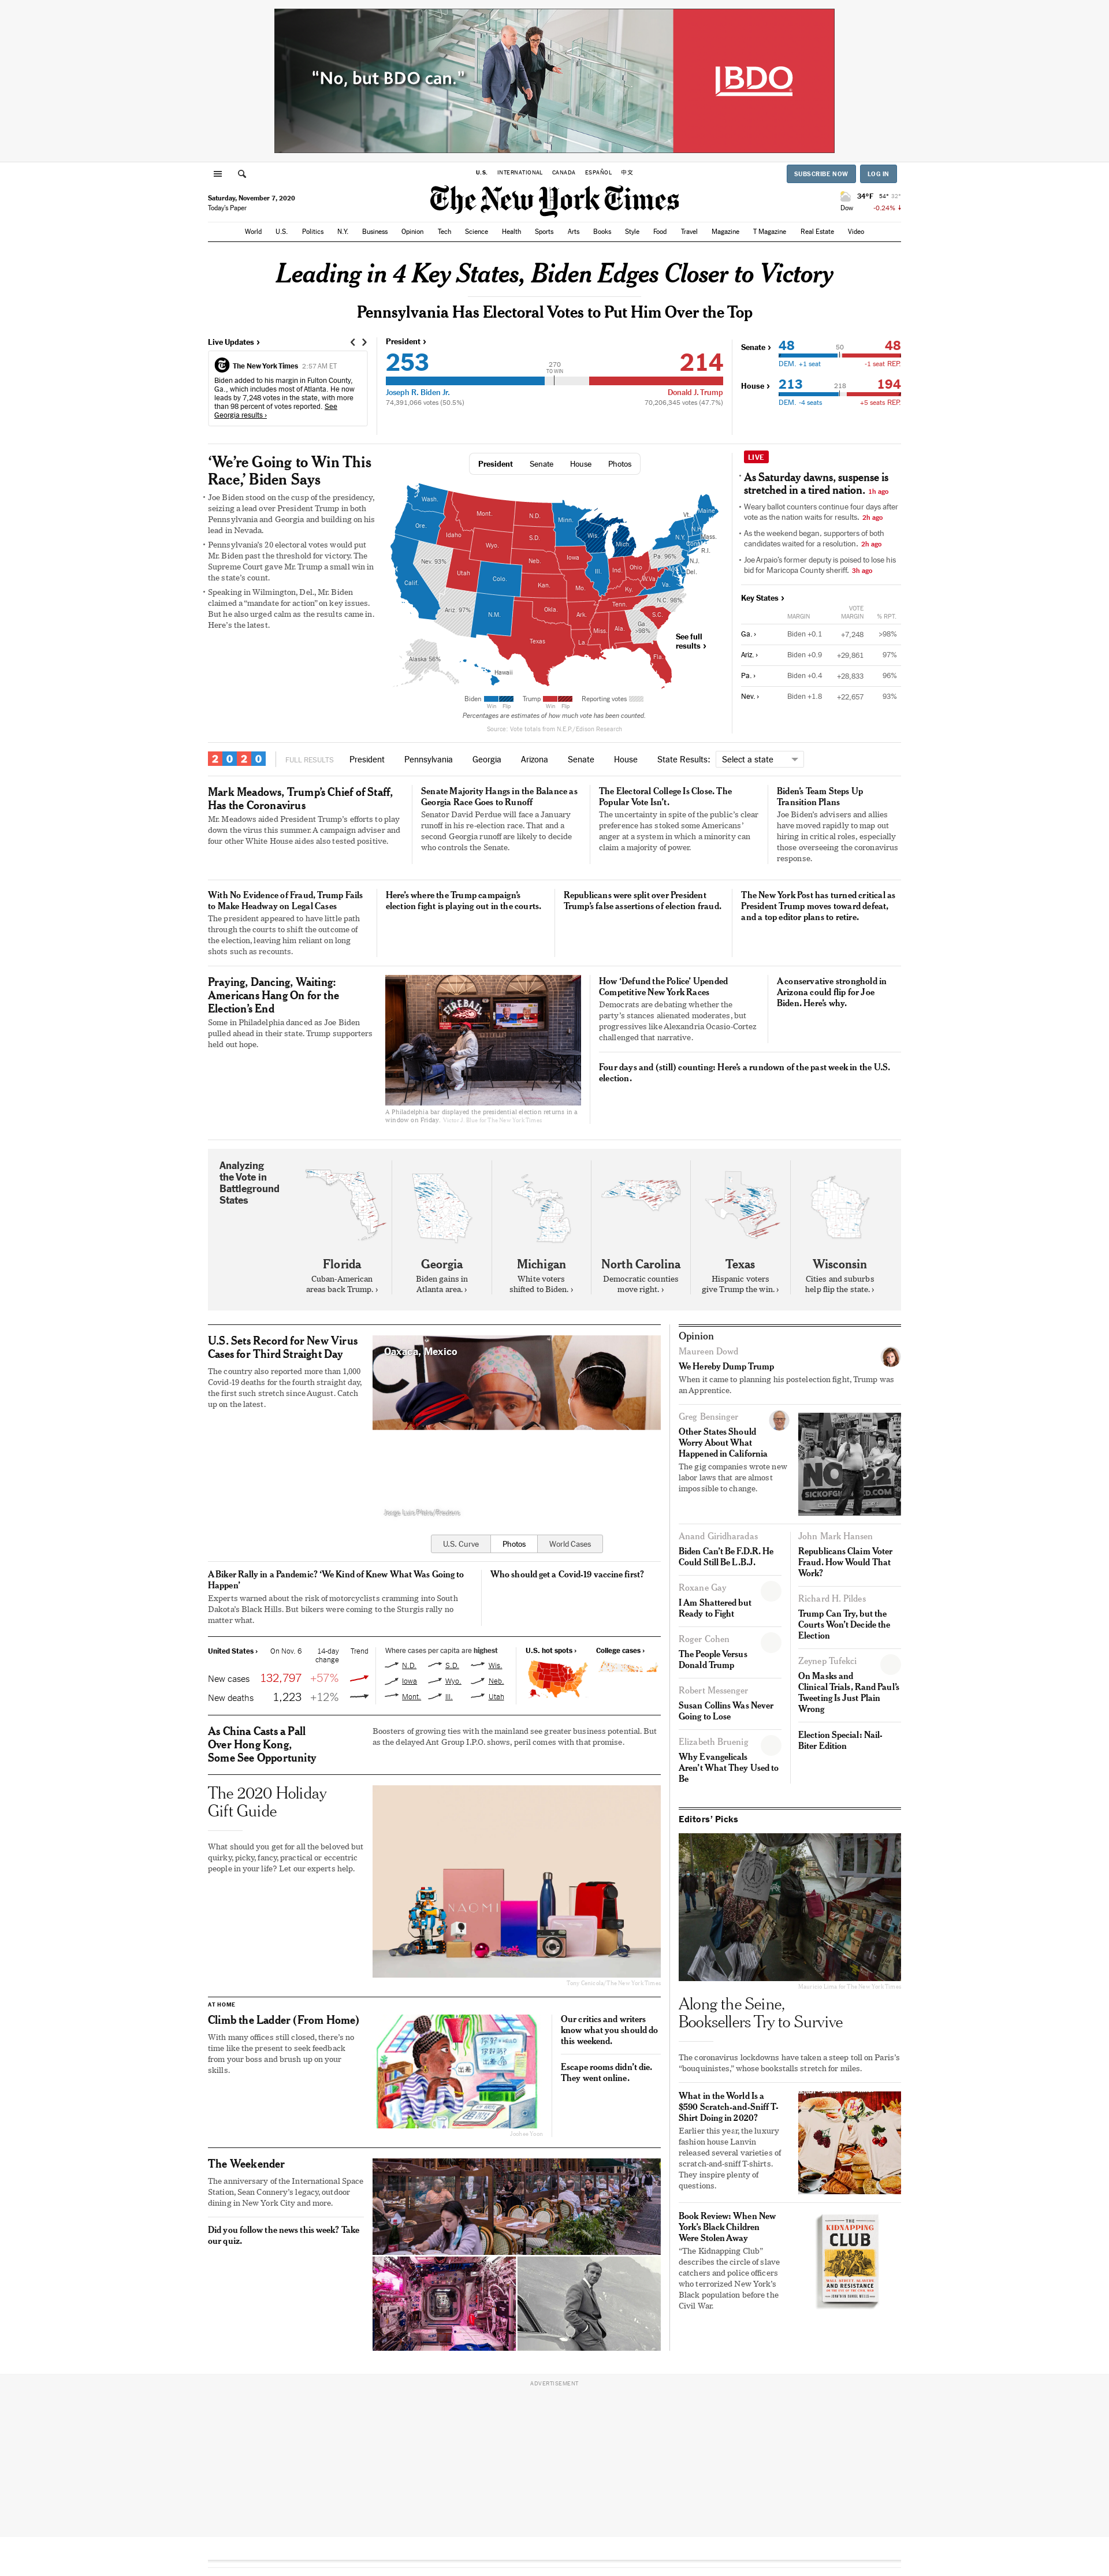 “No, but BDO can.”
BDO
U.S. INTERNATIONAL CANADA ESPAÑOL 中文
SUBSCRIBE NOW LOG IN
The New York Times
Saturday, November 7, 2020
Today’s Paper
34°F 54° 32°
Dow -0.24% ↓
World U.S. Politics N.Y. Business Opinion Tech Science Health Sports Arts Books Style Food Travel Magazine T Magazine Real Estate Video
Leading in 4 Key States, Biden Edges Closer to Victory
Pennsylvania Has Electoral Votes to Put Him Over the Top
Live Updates ›
The New York Times 2:57 AM ET
Biden added to his margin in Fulton County,
Ga., which includes most of Atlanta. He now
leads by 7,248 votes in the state, with more
than 98 percent of votes reported. See
Georgia results ›
President ›
253 270 TO WIN 214
Joseph R. Biden Jr. Donald J. Trump
74,391,066 votes (50.5%) 70,206,345 votes (47.7%)
Senate › 48 50 48
DEM. +1 seat -1 seat REP.
House › 213 218 194
DEM. -4 seats +5 seats REP.
‘We’re Going to Win This
Race,’ Biden Says
• Joe Biden stood on the cusp of the presidency,
seizing a lead over President Trump in both
Pennsylvania and Georgia and building on his
lead in Nevada.
• Pennsylvania’s 20 electoral votes would put
Mr. Biden past the threshold for victory. The
Supreme Court gave Mr. Trump a small win in
the state’s count.
• Speaking in Wilmington, Del., Mr. Biden
claimed a “mandate for action” on key issues.
But he also urged calm as the results came in.
Here’s the latest.
President Senate House Photos
Wash.
Ore.
Calif.
Nev. 93%
Idaho
Mont.
Wyo.
Utah
Ariz. 97%
Colo.
N.M.
N.D.
S.D.
Neb.
Kan.
Okla.
Texas
Minn.
Iowa
Mo.
Ark.
La.
Wis.
Ill.
Mich.
Ind.
Ohio
Ky.
Tenn.
Miss.
Ala.
Ga. >98%
Fla.
S.C.
N.C. 98%
Va.
W.Va.
Pa. 96%
N.Y.
Vt.
N.H.
Maine
Mass.
Conn.
R.I.
N.J.
Del.
Alaska 56%
Hawaii
See full
results ›
Biden Win Flip Trump Win Flip Reporting votes
Percentages are estimates of how much vote has been counted.
Source: Vote totals from N.E.P./Edison Research
LIVE
• As Saturday dawns, suspense is
stretched in a tired nation. 1h ago
• Weary ballot counters continue four days after
vote as the nation waits for results. 2h ago
• As the weekend began, supporters of both
candidates waited for a resolution. 2h ago
• Joe Arpaio’s former deputy is poised to lose his
bid for Maricopa County sheriff. 3h ago
Key States ›
MARGIN VOTE MARGIN % RPT.
Ga. › Biden +0.1 +7,248 >98%
Ariz. › Biden +0.9 +29,861 97%
Pa. › Biden +0.4 +28,833 96%
Nev. › Biden +1.8 +22,657 93%
2020 FULL RESULTS President Pennsylvania Georgia Arizona Senate House State Results: Select a state
Mark Meadows, Trump’s Chief of Staff,
Has the Coronavirus
Mr. Meadows aided President Trump’s efforts to play
down the virus this summer. A campaign adviser and
four other White House aides also tested positive.
Senate Majority Hangs in the Balance as
Georgia Race Goes to Runoff
Senator David Perdue will face a January
runoff in his re-election race. That and a
second Georgia runoff are likely to decide
who controls the Senate.
The Electoral College Is Close. The
Popular Vote Isn’t.
The uncertainty in spite of the public’s clear
preference has stoked some Americans’
anger at a system in which a minority can
claim a majority of power.
Biden’s Team Steps Up
Transition Plans
Joe Biden’s advisers and allies
have moved rapidly to map out
hiring in critical roles, especially
those overseeing the coronavirus
response.
With No Evidence of Fraud, Trump Fails
to Make Headway on Legal Cases
The president appeared to have little path
through the courts to shift the outcome of
the election, leaving him reliant on long
shots such as recounts.
Here’s where the Trump campaign’s
election fight is playing out in the courts.
Republicans were split over President
Trump’s false assertions of election fraud.
The New York Post has turned critical as
President Trump moves toward defeat,
and a top editor plans to retire.
Praying, Dancing, Waiting:
Americans Hang On for the
Election’s End
Some in Philadelphia danced as Joe Biden
pulled ahead in their state. Trump supporters
held out hope.
FIREBALL
A Philadelphia bar displayed the presidential election returns in a
window on Friday. Victor J. Blue for The New York Times
How ‘Defund the Police’ Upended
Competitive New York Races
Democrats are debating whether the
party’s stances alienated moderates, but
progressives like Alexandria Ocasio-Cortez
challenged that narrative.
A conservative stronghold in
Arizona could flip for Joe
Biden. Here’s why.
Four days and (still) counting: Here’s a rundown of the past week in the U.S.
election.
Analyzing
the Vote in
Battleground
States
Florida
Cuban-American
areas back Trump. ›
Georgia
Biden gains in
Atlanta area. ›
Michigan
White voters
shifted to Biden. ›
North Carolina
Democratic counties
move right. ›
Texas
Hispanic voters
give Trump the win. ›
Wisconsin
Cities and suburbs
help flip the state. ›
U.S. Sets Record for New Virus
Cases for Third Straight Day
The country also reported more than 1,000
Covid-19 deaths for the fourth straight day,
the first such stretch since August. Catch
up on the latest.
Oaxaca, Mexico
Jorge Luis Plata/Reuters
U.S. Curve Photos World Cases
A Biker Rally in a Pandemic? ‘We Kind of Knew What Was Going to
Happen’
Experts warned about the risk of motorcyclists cramming into South
Dakota’s Black Hills. But bikers were coming to the Sturgis rally no
matter what.
Who should get a Covid-19 vaccine first?
United States › On Nov. 6 14-day change Trend
New cases 132,797 +57%
New deaths 1,223 +12%
Where cases per capita are highest
N.D. S.D. Wis.
Iowa Wyo. Neb.
Mont. Ill. Utah
U.S. hot spots › College cases ›
As China Casts a Pall
Over Hong Kong,
Some See Opportunity
Boosters of growing ties with the mainland see greater business potential. But
as the delayed Ant Group I.P.O. shows, peril comes with that promise.
The 2020 Holiday
Gift Guide
What should you get for all the beloved but
quirky, picky, fancy, practical or eccentric
people in your life? Let our experts help.
NAOMI
Tony Cenicola/The New York Times
AT HOME
Climb the Ladder (From Home)
With many offices still closed, there’s no
time like the present to seek feedback
from your boss and brush up on your
skills.
Our critics and writers
know what you should do
this weekend.
Escape rooms didn’t die.
They went online.
The Weekender
The anniversary of the International Space
Station, Sean Connery’s legacy, outdoor
dining in New York City and more.
Did you follow the news this week? Take
our quiz.
Opinion
Maureen Dowd
We Hereby Dump Trump
When it came to planning his postelection fight, Trump was
an Apprentice.
Greg Bensinger
Other States Should
Worry About What
Happened in California
The gig companies wrote new
labor laws that are almost
impossible to change.
Anand Giridharadas
Biden Can’t Be F.D.R. He
Could Still Be L.B.J.
Roxane Gay
I Am Shattered but
Ready to Fight
Roger Cohen
The People Versus
Donald Trump
Robert Messenger
Susan Collins Was Never
Going to Lose
Elizabeth Bruenig
Why Evangelicals
Aren’t What They Used to
Be
John Mark Hansen
Republicans Claim Voter
Fraud. How Would That
Work?
Richard H. Pildes
Trump Can Try, but the
Courts Won’t Decide the
Election
Zeynep Tufekci
On Masks and
Clinical Trials, Rand Paul’s
Tweeting Is Just Plain
Wrong
Election Special: Nail-
Biter Edition
Editors’ Picks
Mauricio Lima for The New York Times
Along the Seine,
Booksellers Try to Survive
The coronavirus lockdowns have taken a steep toll on Paris’s
“bouquinistes,” whose bookstalls stretch for miles.
What in the World Is a
$590 Scratch-and-Sniff T-
Shirt Doing in 2020?
Earlier this year, the luxury
fashion house Lanvin
released several varieties of
scratch-and-sniff T-shirts.
They inspire plenty of
questions.
Book Review: When New
York’s Black Children
Were Stolen Away
“The Kidnapping Club”
describes the circle of slave
catchers and police officers
who terrorized New York’s
Black population before the
Civil War.
THE
KIDNAPPING
CLUB
AND RESISTANCE
ADVERTISEMENT